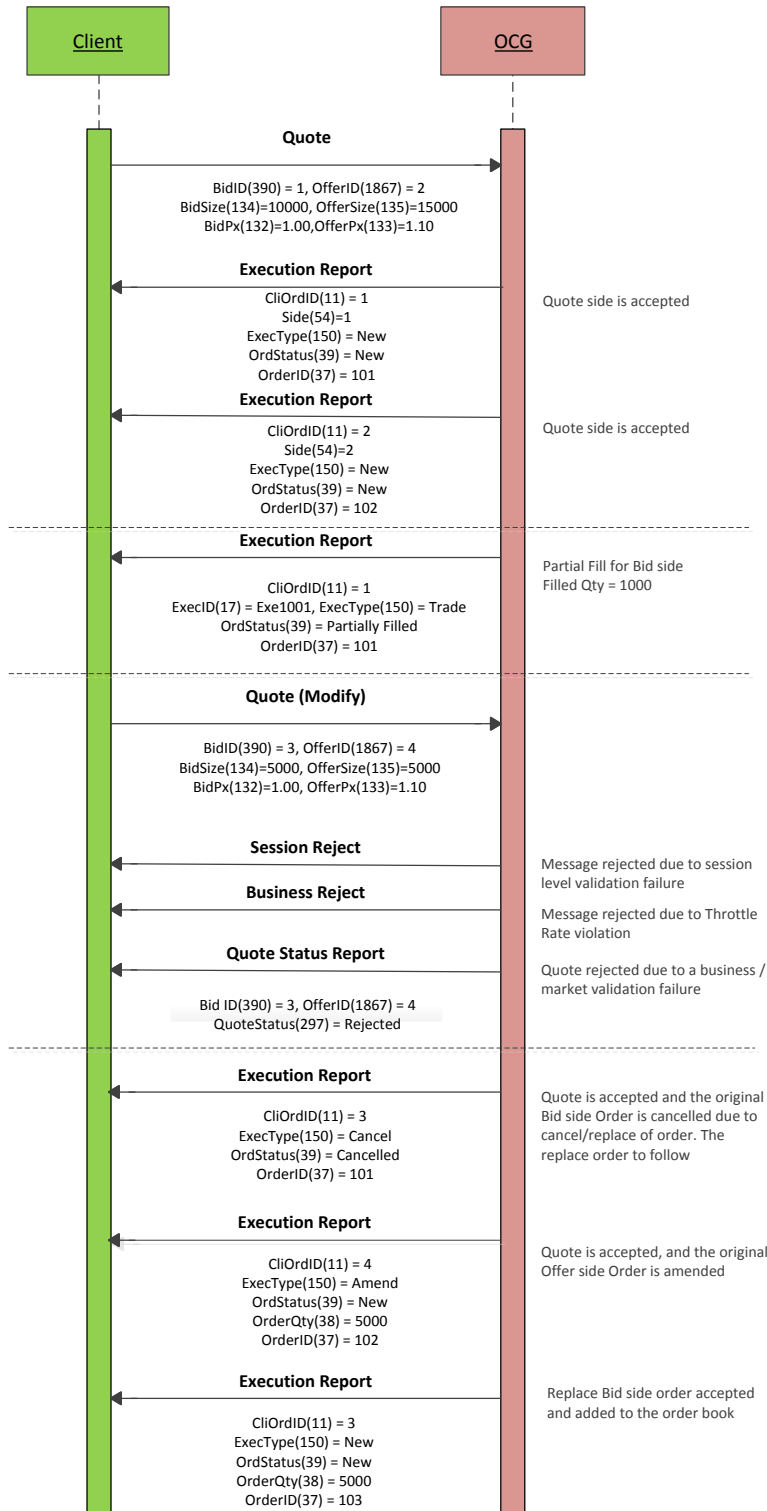 Client
OCG
Quote
BidID(390) = 1, OfferID(1867) = 2
BidSize(134)=10000, OfferSize(135)=15000
BidPx(132)=1.00,OfferPx(133)=1.10
Execution Report
CliOrdID(11) = 1
Side(54)=1
ExecType(150) = New
OrdStatus(39) = New
OrderID(37) = 101
Quote side is accepted
Execution Report
CliOrdID(11) = 2
Side(54)=2
ExecType(150) = New
OrdStatus(39) = New
OrderID(37) = 102
Quote side is accepted
Execution Report
CliOrdID(11) = 1
ExecID(17) = Exe1001, ExecType(150) = Trade
OrdStatus(39) = Partially Filled
OrderID(37) = 101
Partial Fill for Bid side
Filled Qty = 1000
Quote (Modify)
BidID(390) = 3, OfferID(1867) = 4
BidSize(134)=5000, OfferSize(135)=5000
BidPx(132)=1.00, OfferPx(133)=1.10
Session Reject
Message rejected due to session
level validation failure
Business Reject
Message rejected due to Throttle
Rate violation
Quote Status Report
Bid ID(390) = 3, OfferID(1867) = 4
QuoteStatus(297) = Rejected
Quote rejected due to a business /
market validation failure
Execution Report
CliOrdID(11) = 3
ExecType(150) = Cancel
OrdStatus(39) = Cancelled
OrderID(37) = 101
Quote is accepted and the original
Bid side Order is cancelled due to
cancel/replace of order. The
replace order to follow
Execution Report
CliOrdID(11) = 4
ExecType(150) = Amend
OrdStatus(39) = New
OrderQty(38) = 5000
OrderID(37) = 102
Quote is accepted, and the original
Offer side Order is amended
Execution Report
CliOrdID(11) = 3
ExecType(150) = New
OrdStatus(39) = New
OrderQty(38) = 5000
OrderID(37) = 103
Replace Bid side order accepted
and added to the order book